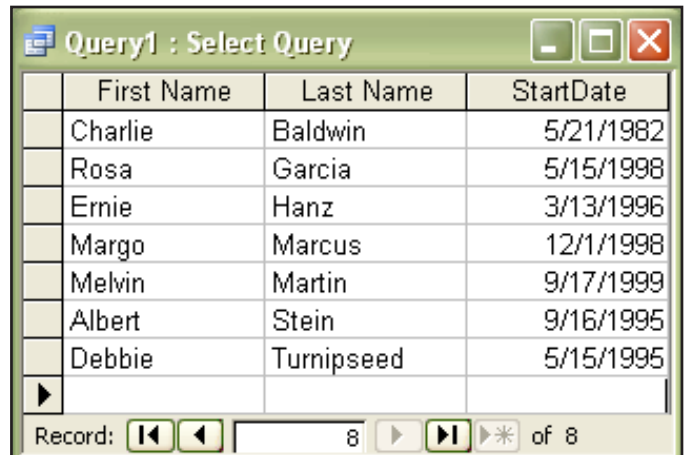 Query1 : Select Query
First Name Last Name StartDate
Charlie Baldwin 5/21/1982
Rosa Garcia 5/15/1998
Ernie Hanz 3/13/1996
Margo Marcus 12/1/1998
Melvin Martin 9/17/1999
Albert Stein 9/16/1995
Debbie Turnipseed 5/15/1995
Record: 8 of 8